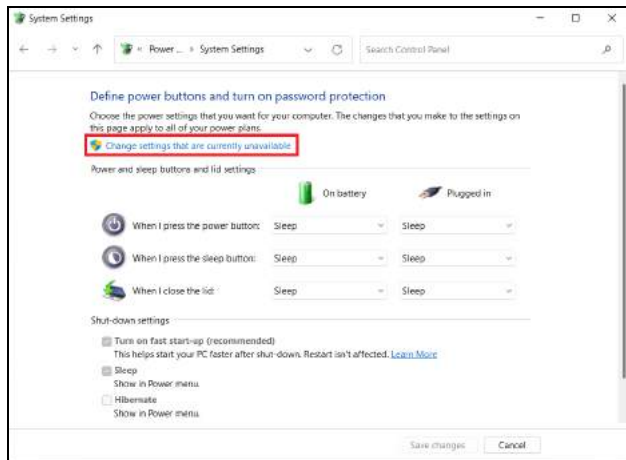 System Settings
« Power ... › System Settings
Search Control Panel
Define power buttons and turn on password protection
Choose the power settings that you want for your computer. The changes that you make to the settings on
this page apply to all of your power plans.
Change settings that are currently unavailable
Power and sleep buttons and lid settings
On battery Plugged in
When I press the power button: Sleep Sleep
When I press the sleep button: Sleep Sleep
When I close the lid: Sleep Sleep
Shut-down settings
Turn on fast start-up (recommended)
This helps start your PC faster after shut-down. Restart isn't affected. Learn More
Sleep
Show in Power menu.
Hibernate
Show in Power menu.
Save changes Cancel